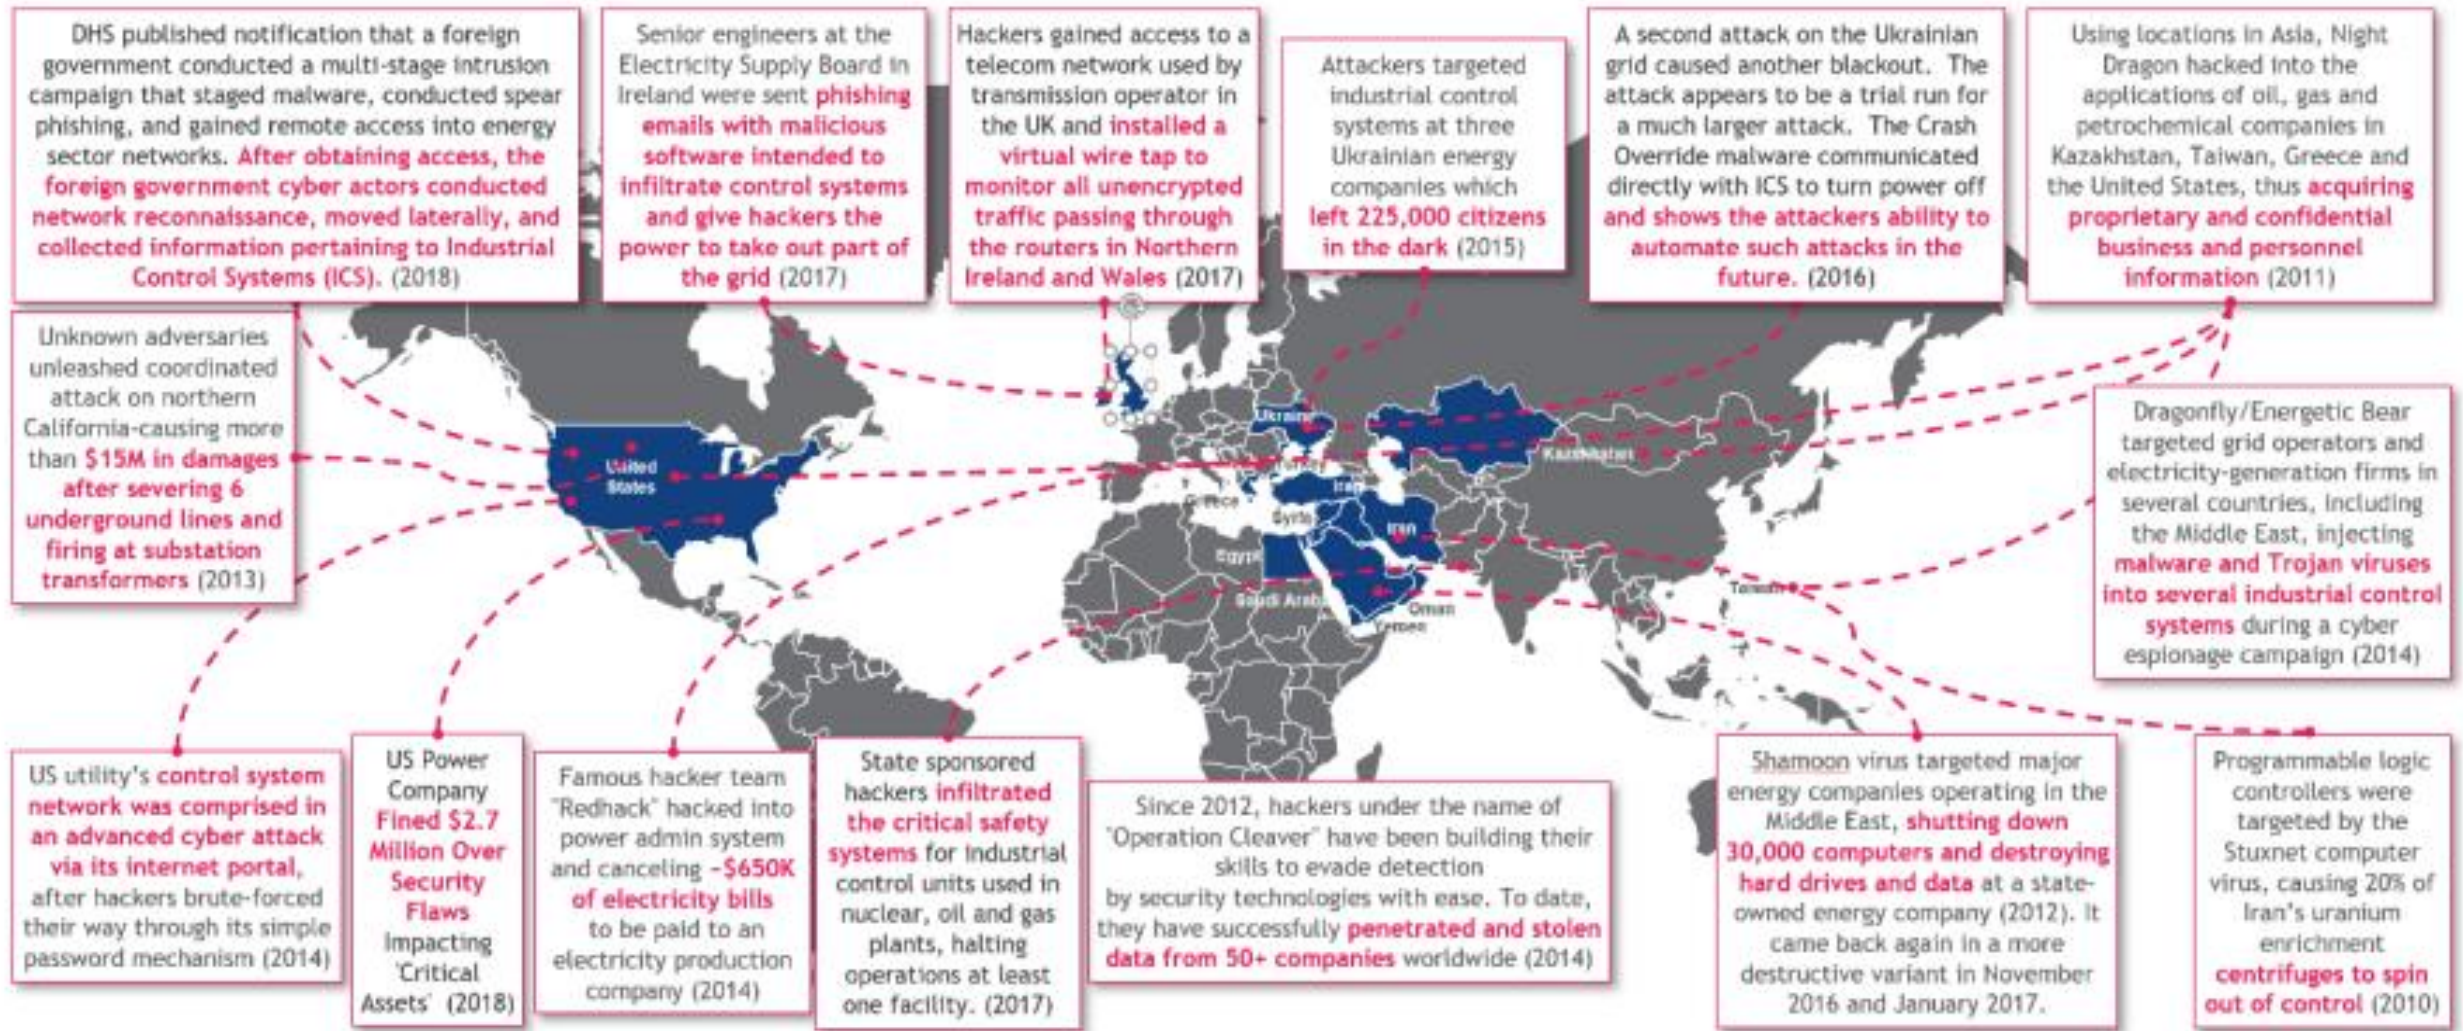 DHS published notification that a foreign
government conducted a multi-stage intrusion
campaign that staged malware, conducted spear
phishing, and gained remote access into energy
sector networks. After obtaining access, the
foreign government cyber actors conducted
network reconnaissance, moved laterally, and
collected information pertaining to Industrial
Control Systems (ICS). (2018)
Senior engineers at the
Electricity Supply Board in
Ireland were sent phishing
emails with malicious
software intended to
infiltrate control systems
and give hackers the
power to take out part of
the grid (2017)
Hackers gained access to a
telecom network used by
transmission operator in
the UK and installed a
virtual wire tap to
monitor all unencrypted
traffic passing through
the routers in Northern
Ireland and Wales (2017)
Attackers targeted
industrial control
systems at three
Ukrainian energy
companies which
left 225,000 citizens
in the dark (2015)
A second attack on the Ukrainian
grid caused another blackout. The
attack appears to be a trial run for
a much larger attack. The Crash
Override malware communicated
directly with ICS to turn power off
and shows the attackers ability to
automate such attacks in the
future. (2016)
Using locations in Asia, Night
Dragon hacked into the
applications of oil, gas and
petrochemical companies in
Kazakhstan, Taiwan, Greece and
the United States, thus acquiring
proprietary and confidential
business and personnel
information (2011)
Unknown adversaries
unleashed coordinated
attack on northern
California-causing more
than $15M in damages
after severing 6
underground lines and
firing at substation
transformers (2013)
United
States
Ukraine
Kazakhstan
Turkey
Greece
Iraq
Syria
Iran
Egypt
Saudi Arabi
Oman
Yemen
Taiwan
Dragonfly/Energetic Bear
targeted grid operators and
electricity-generation firms in
several countries, including
the Middle East, injecting
malware and Trojan viruses
into several industrial control
systems during a cyber
espionage campaign (2014)
US utility's control system
network was comprised in
an advanced cyber attack
via its internet portal,
after hackers brute-forced
their way through its simple
password mechanism (2014)
US Power
Company
Fined $2.7
Million Over
Security
Flaws
Impacting
'Critical
Assets' (2018)
Famous hacker team
"Redhack" hacked into
power admin system
and canceling ~$650K
of electricity bills
to be paid to an
electricity production
company (2014)
State sponsored
hackers infiltrated
the critical safety
systems for industrial
control units used in
nuclear, oil and gas
plants, halting
operations at least
one facility. (2017)
Since 2012, hackers under the name of
"Operation Cleaver" have been building their
skills to evade detection
by security technologies with ease. To date,
they have successfully penetrated and stolen
data from 50+ companies worldwide (2014)
Shamoon virus targeted major
energy companies operating in the
Middle East, shutting down
30,000 computers and destroying
hard drives and data at a state-
owned energy company (2012). It
came back again in a more
destructive variant in November
2016 and January 2017.
Programmable logic
controllers were
targeted by the
Stuxnet computer
virus, causing 20% of
Iran's uranium
enrichment
centrifuges to spin
out of control (2010)